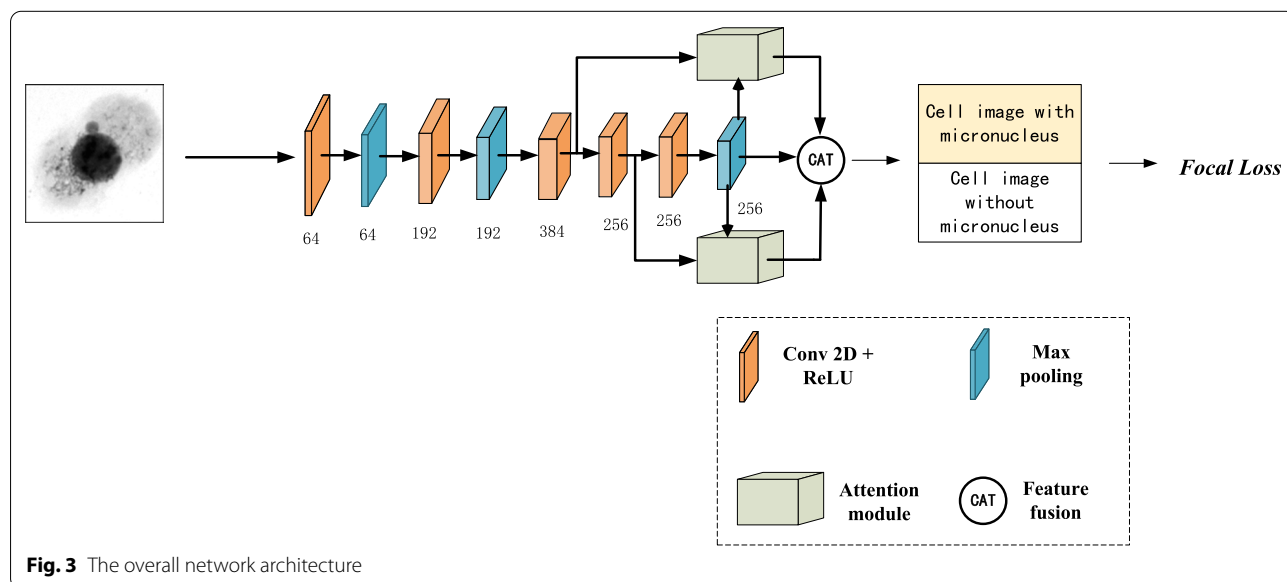 64
64
192
192
384
256
256
256
CAT
Cell image with
micronucleus
Cell image
without
micronucleus
Focal Loss
Conv 2D +
ReLU
Max
pooling
Attention
module
CAT
Feature
fusion
Fig. 3 The overall network architecture